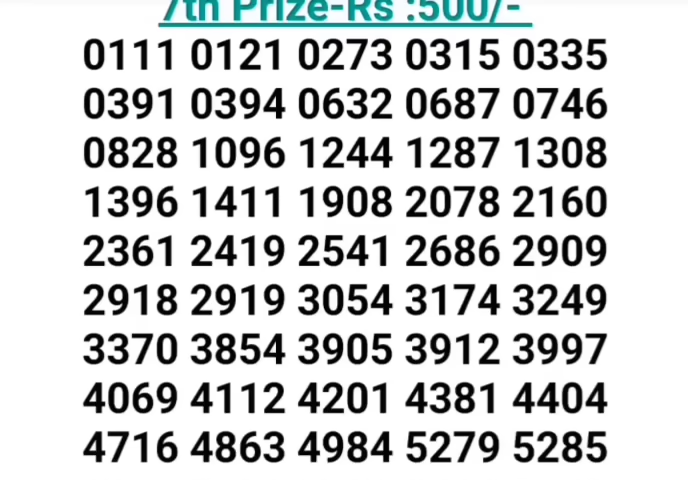 7th Prize-Rs :500/-
0111 0121 0273 0315 0335
0391 0394 0632 0687 0746
0828 1096 1244 1287 1308
1396 1411 1908 2078 2160
2361 2419 2541 2686 2909
2918 2919 3054 3174 3249
3370 3854 3905 3912 3997
4069 4112 4201 4381 4404
4716 4863 4984 5279 5285